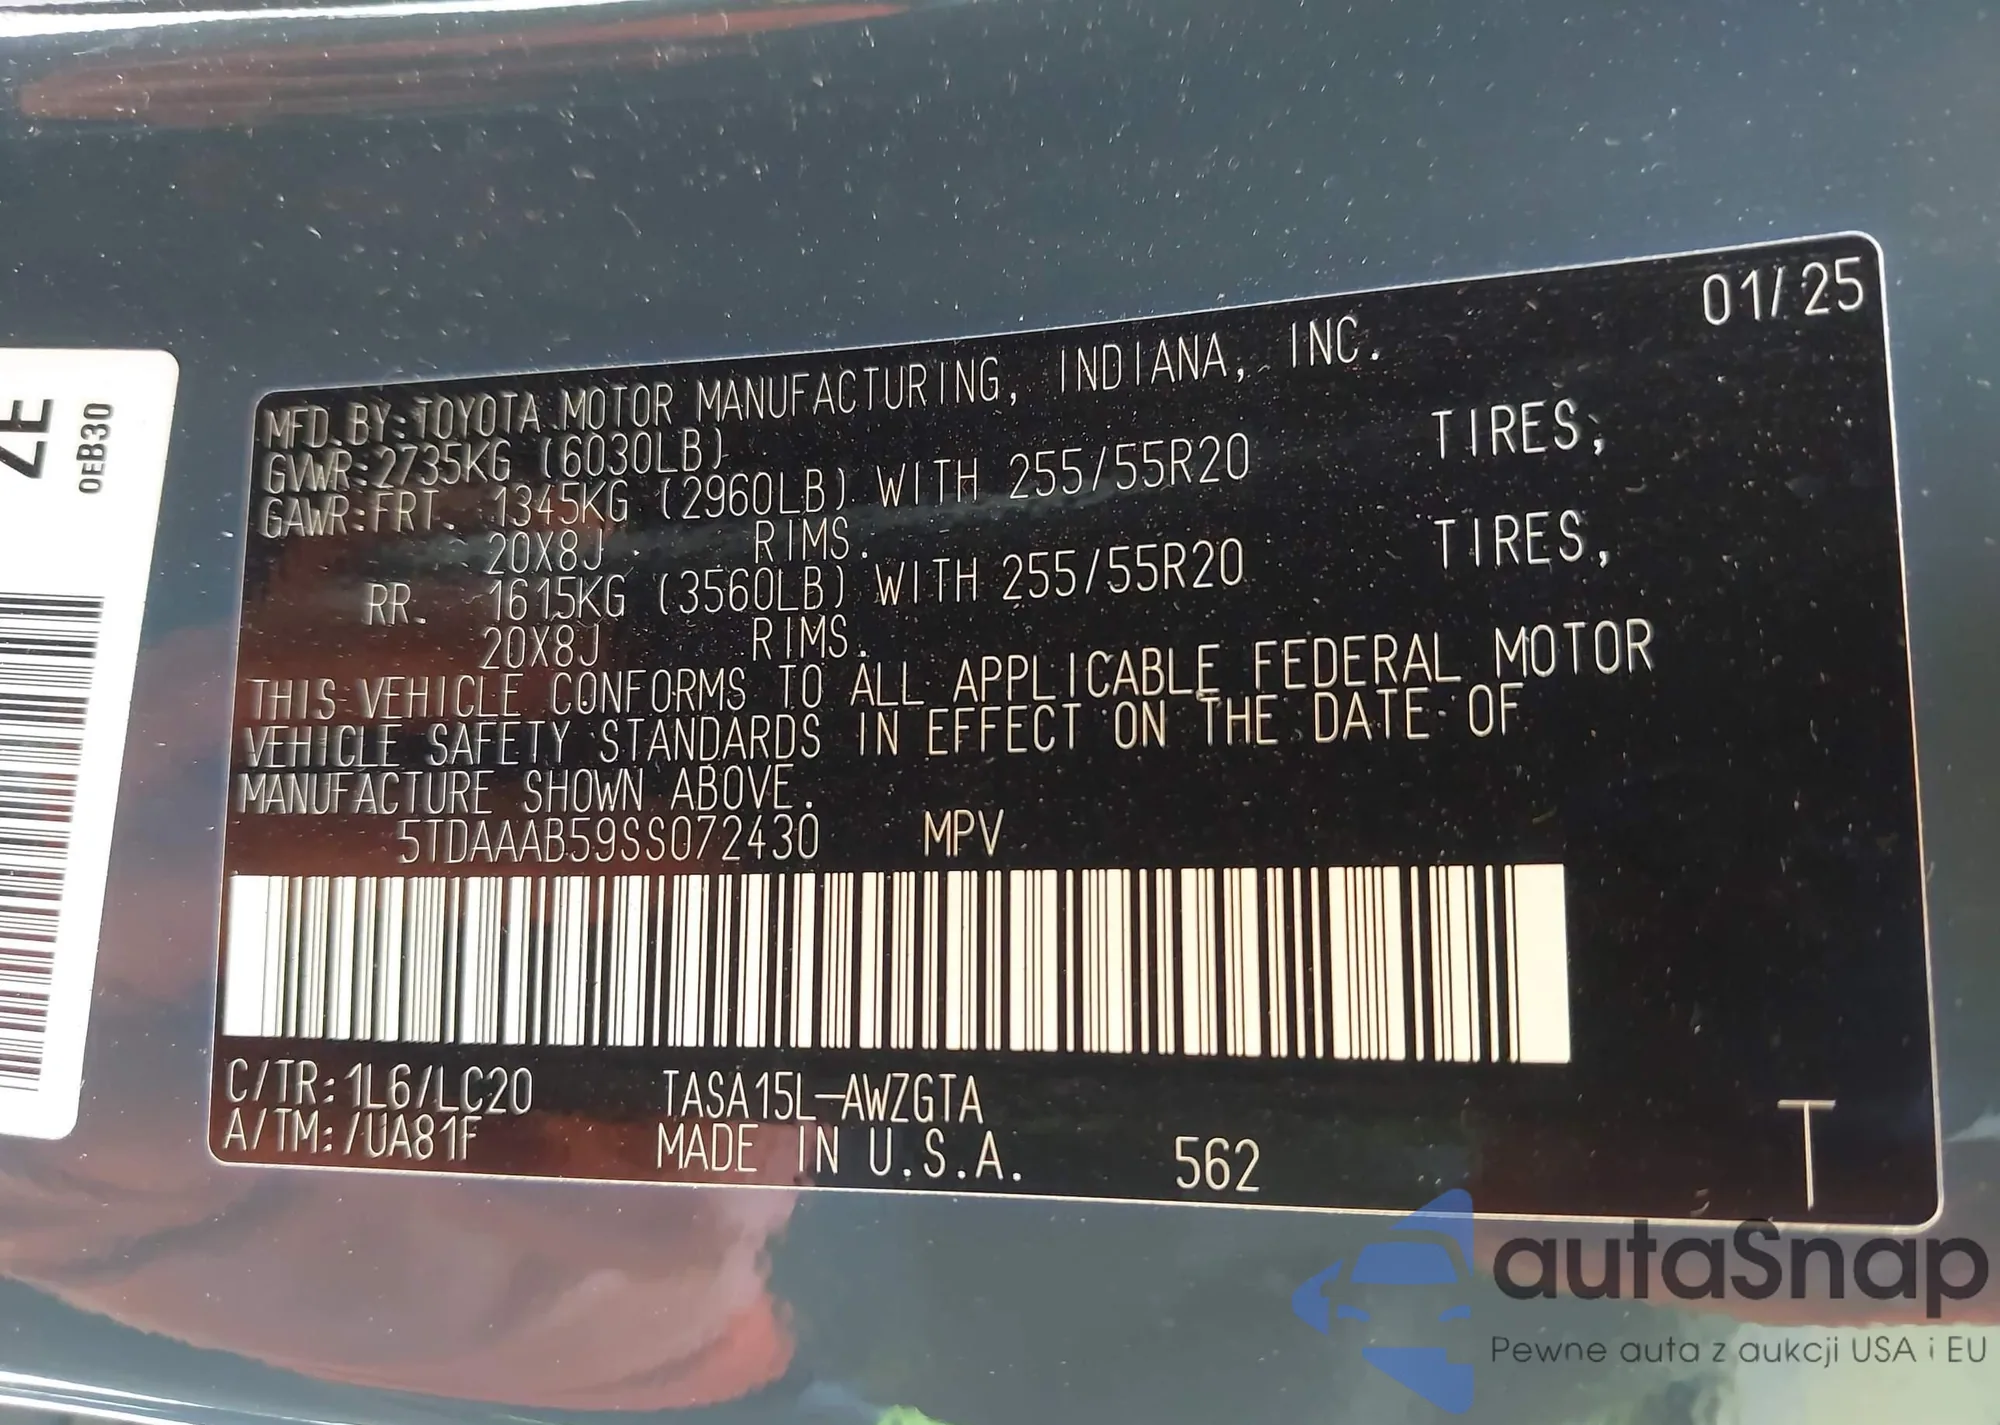 01/25
MFD. BY: TOYOTA MOTOR MANUFACTURING, INDIANA, INC.
GVWR: 2735KG (6030LB)
GAWR: FRT. 1345KG (2960LB) WITH 255/55R20 TIRES,
20X8J RIMS.
RR. 1615KG (3560LB) WITH 255/55R20 TIRES,
20X8J RIMS.
THIS VEHICLE CONFORMS TO ALL APPLICABLE FEDERAL MOTOR
VEHICLE SAFETY STANDARDS IN EFFECT ON THE DATE OF
MANUFACTURE SHOWN ABOVE.
5TDAAAB59SS072430 MPV
C/TR: 1L6/LC20 TASA15L-AWZGTA
A/TM: /UA81F MADE IN U.S.A. 562 T
0EB30
autaSnap
Pewne auta z aukcji USA i EU